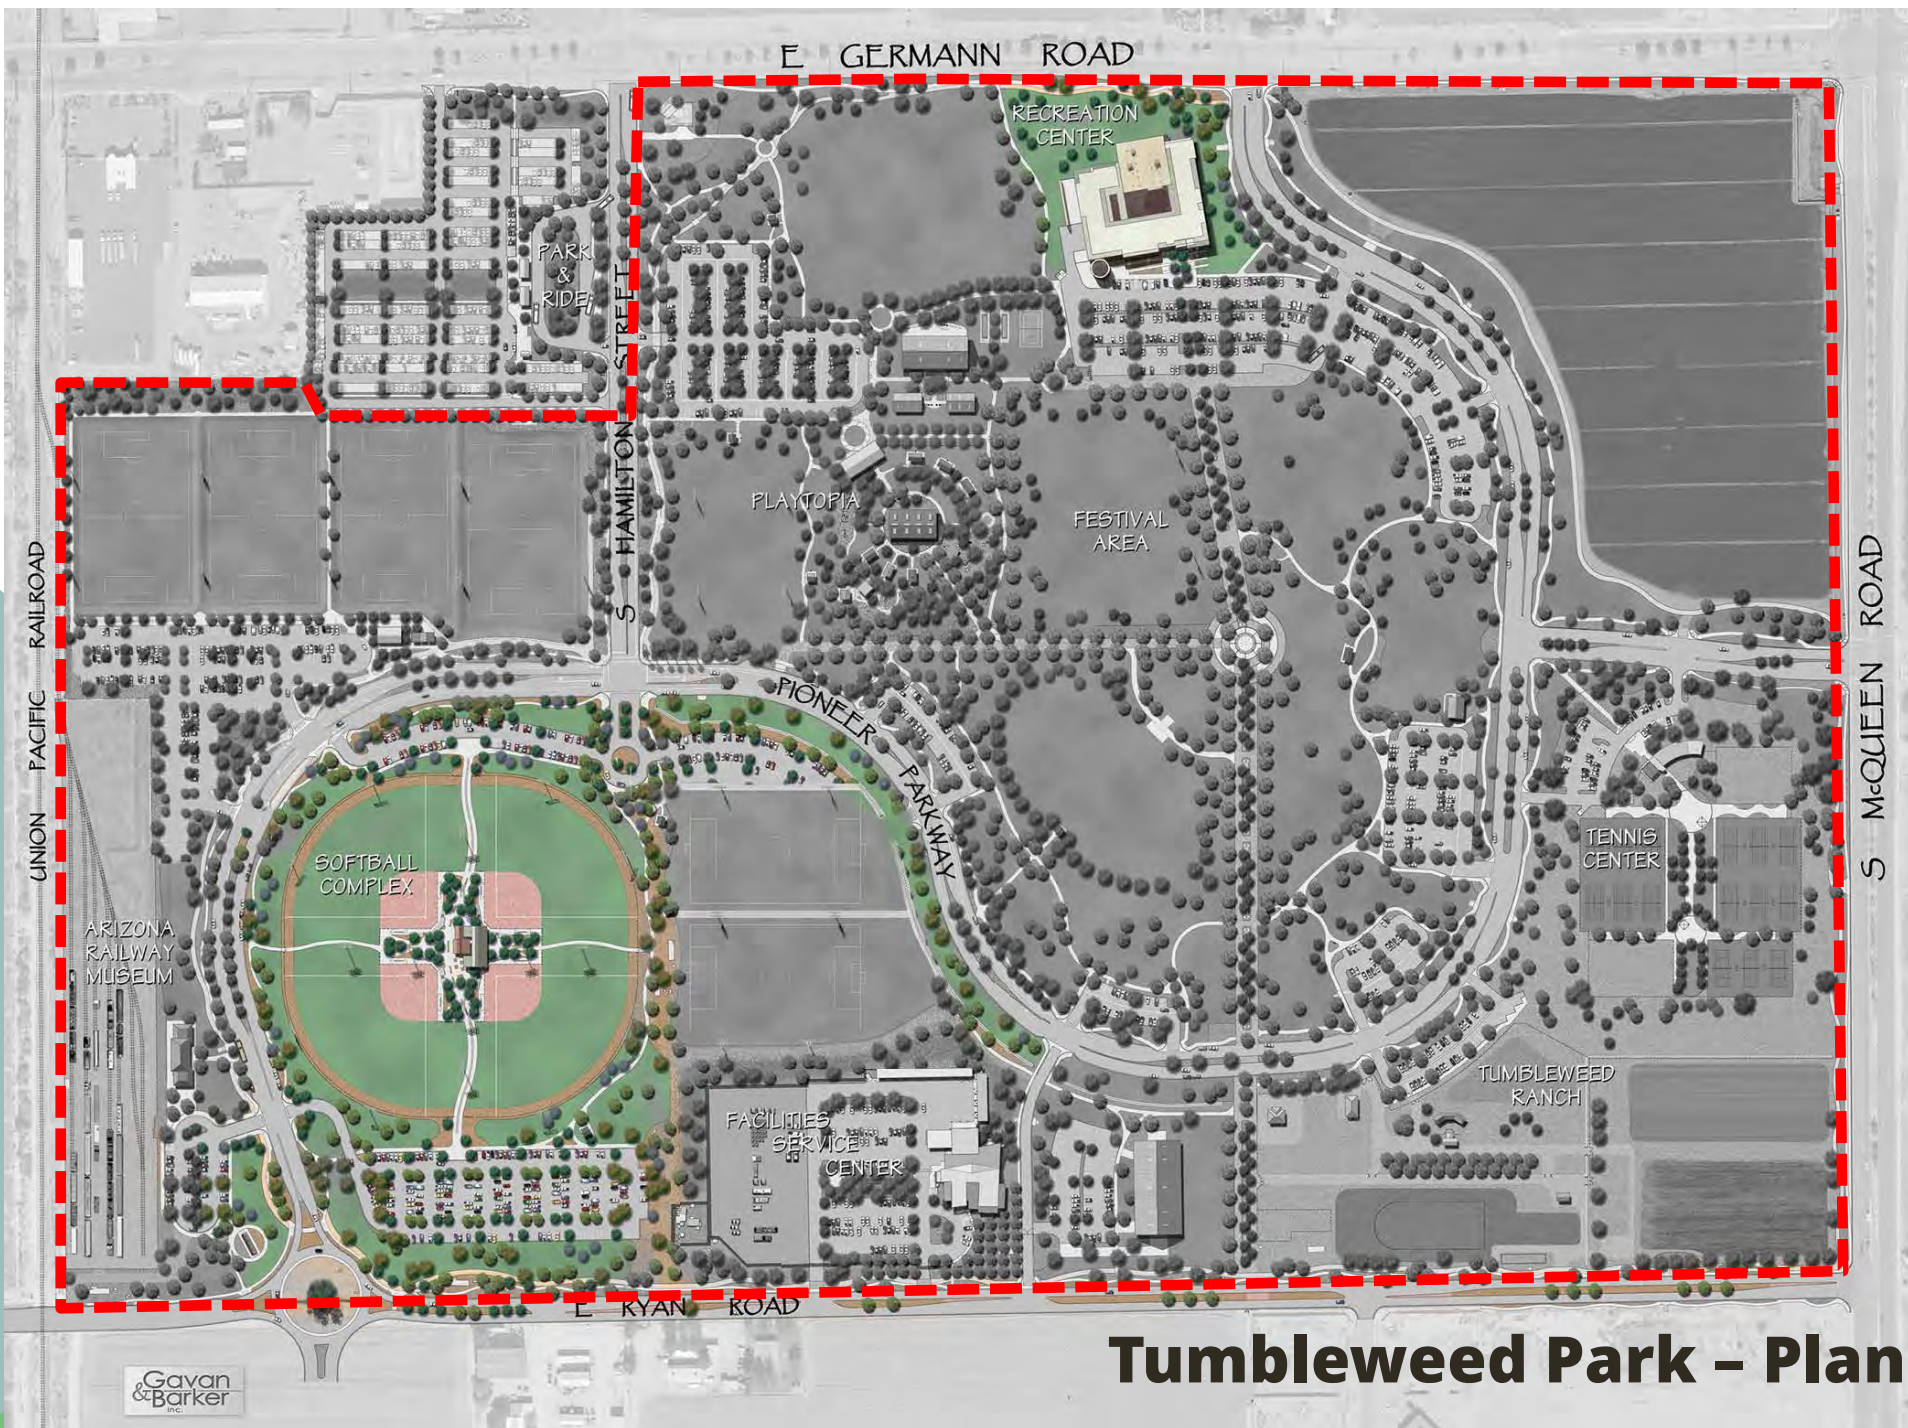 E GERMANN ROAD
RECREATION
CENTER
PARK
&
RIDE
S HAMILTON STREET
PLAYTOPIA
FESTIVAL
AREA
UNION PACIFIC RAILROAD
S McQUEEN ROAD
PIONEER PARKWAY
SOFTBALL
COMPLEX
TENNIS
CENTER
ARIZONA
RAILWAY
MUSEUM
TUMBLEWEED
RANCH
FACILITIES
SERVICE
CENTER
E RYAN ROAD
Tumbleweed Park – Plan
Gavan
&Barker
Inc.